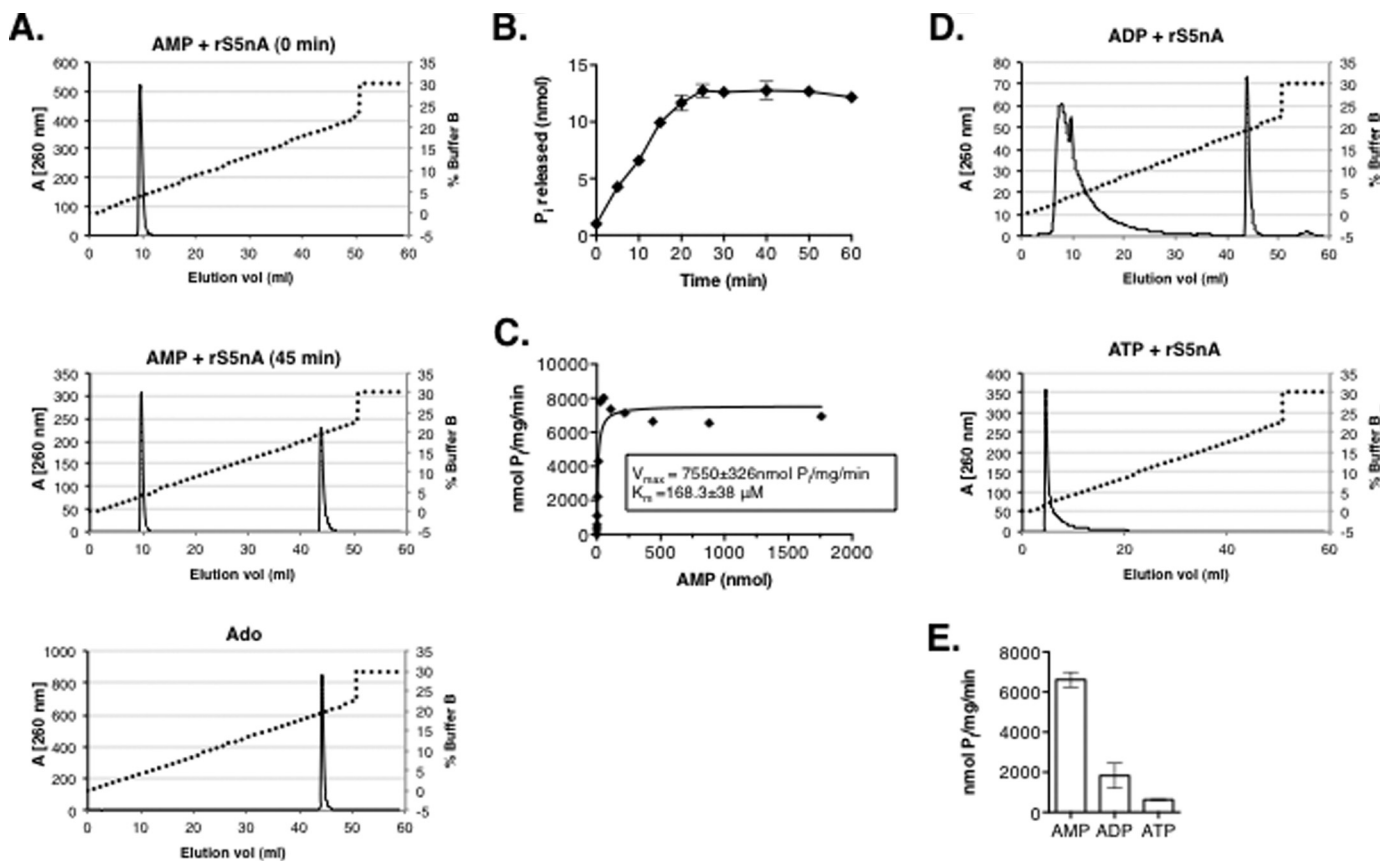 A.
AMP + rS5nA (0 min)
600
500
400
300
200
100
0
A [260 nm]
35
30
25
20
15
10
5
0
-5
% Buffer B
0 10 20 30 40 50 60
Elution vol (ml)
AMP + rS5nA (45 min)
350
300
250
200
150
100
50
0
A [260 nm]
35
30
25
20
15
10
5
0
-5
% Buffer B
0 10 20 30 40 50 60
Elution vol (ml)
Ado
1000
800
600
400
200
0
A [260 nm]
35
30
25
20
15
10
5
0
-5
% Buffer B
0 10 20 30 40 50 60
Elution vol (ml)
B.
15
10
5
0
Pi released (nmol)
0 10 20 30 40 50 60
Time (min)
C.
10000
8000
6000
4000
2000
0
nmol Pi/mg/min
Vmax = 7550±326nmol Pi/mg/min
Km =168.3±38 µM
0 500 1000 1500 2000
AMP (nmol)
D.
ADP + rS5nA
80
70
60
50
40
30
20
10
0
A [260 nm]
35
30
25
20
15
10
5
0
-5
% Buffer B
0 10 20 30 40 50 60
Elution vol (ml)
ATP + rS5nA
400
350
300
250
200
150
100
50
0
A [260 nm]
35
30
25
20
15
10
5
0
-5
% Buffer B
0 20 40 60
Elution vol (ml)
E.
8000
6000
4000
2000
0
nmol Pi/mg/min
AMP ADP ATP